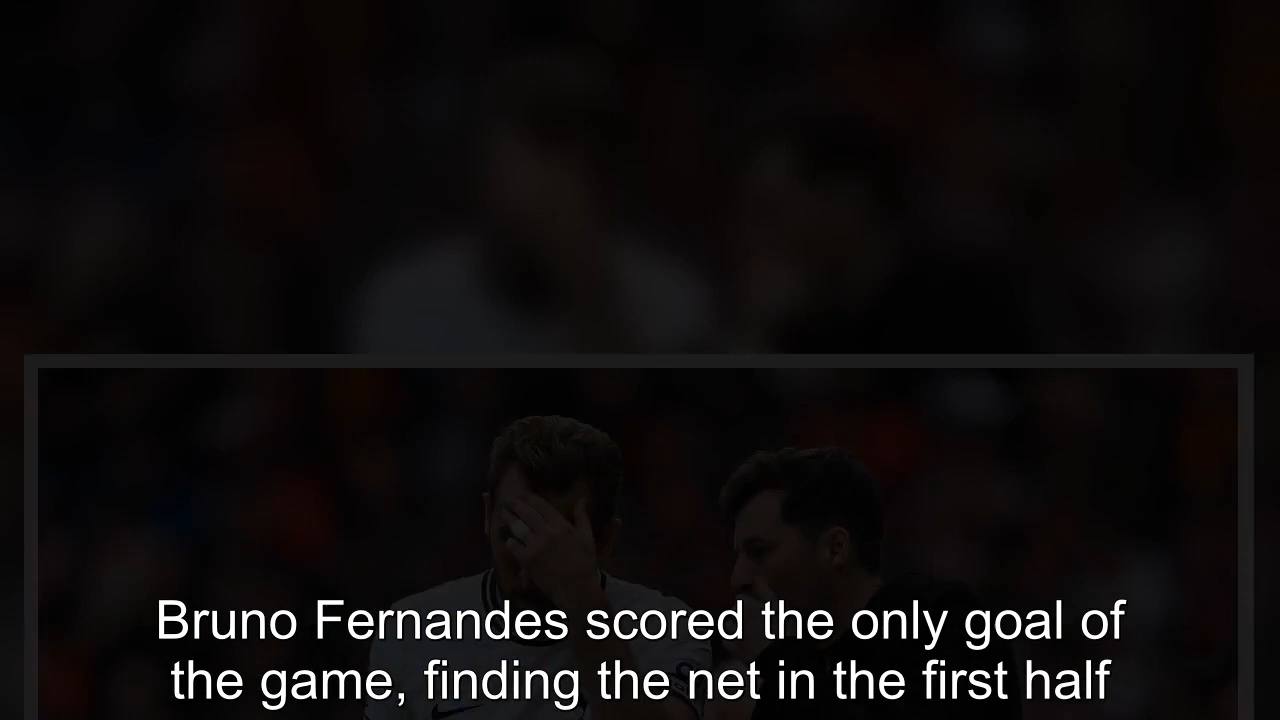 Bruno Fernandes scored the only goal of
the game, finding the net in the first half